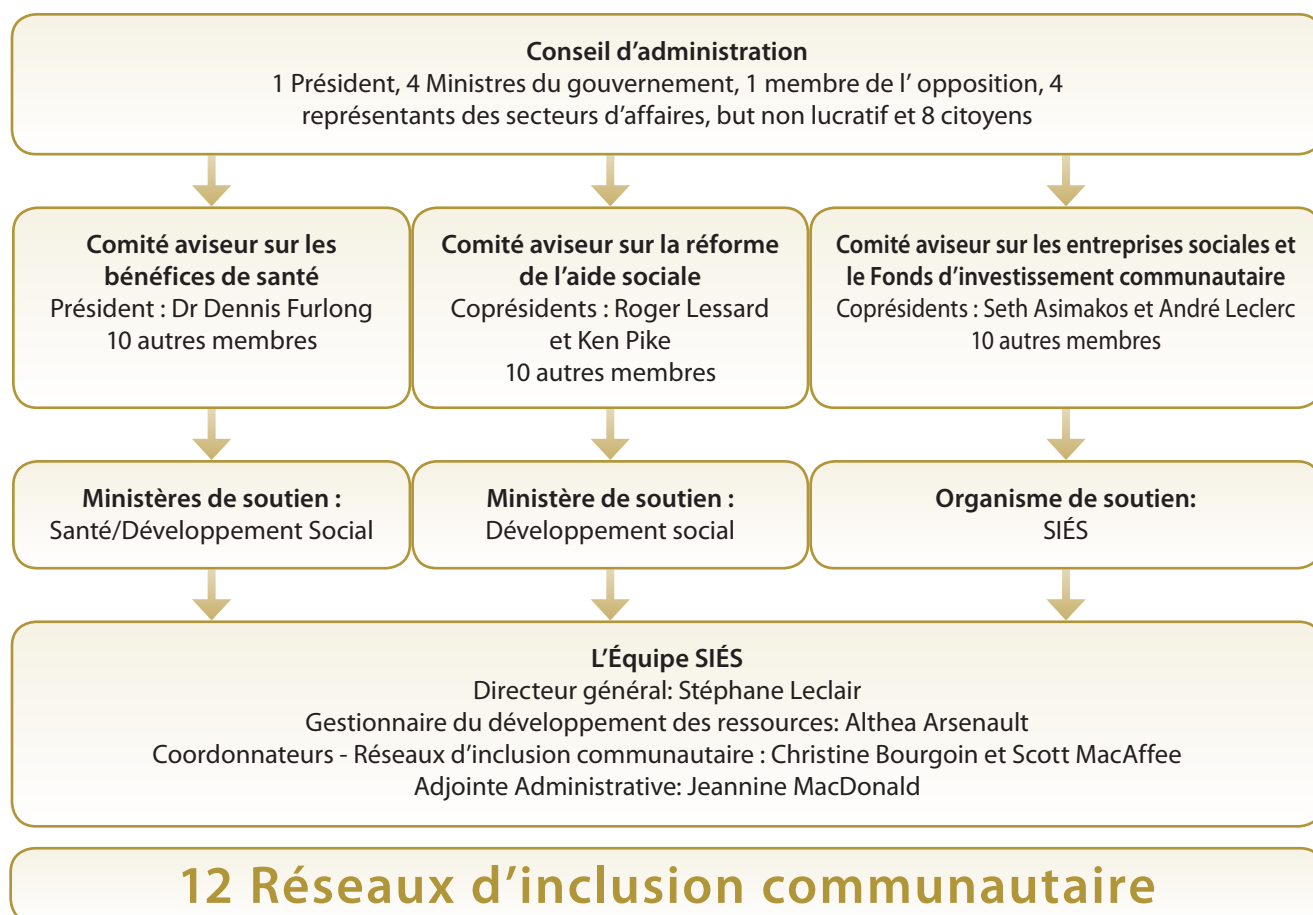 Conseil d’administration
1 Président, 4 Ministres du gouvernement, 1 membre de l’ opposition, 4
représentants des secteurs d’affaires, but non lucratif et 8 citoyens
Comité aviseur sur les
bénéfices de santé
Président : Dr Dennis Furlong
10 autres membres
Comité aviseur sur la réforme
de l’aide sociale
Coprésidents : Roger Lessard
et Ken Pike
10 autres membres
Comité aviseur sur les entreprises sociales et
le Fonds d’investissement communautaire
Coprésidents : Seth Asimakos et André Leclerc
10 autres membres
Ministères de soutien :
Santé/Développement Social
Ministère de soutien :
Développement social
Organisme de soutien:
SIÉS
L’Équipe SIÉS
Directeur général: Stéphane Leclair
Gestionnaire du développement des ressources: Althea Arsenault
Coordonnateurs - Réseaux d’inclusion communautaire : Christine Bourgoin et Scott MacAffee
Adjointe Administrative: Jeannine MacDonald
12 Réseaux d’inclusion communautaire